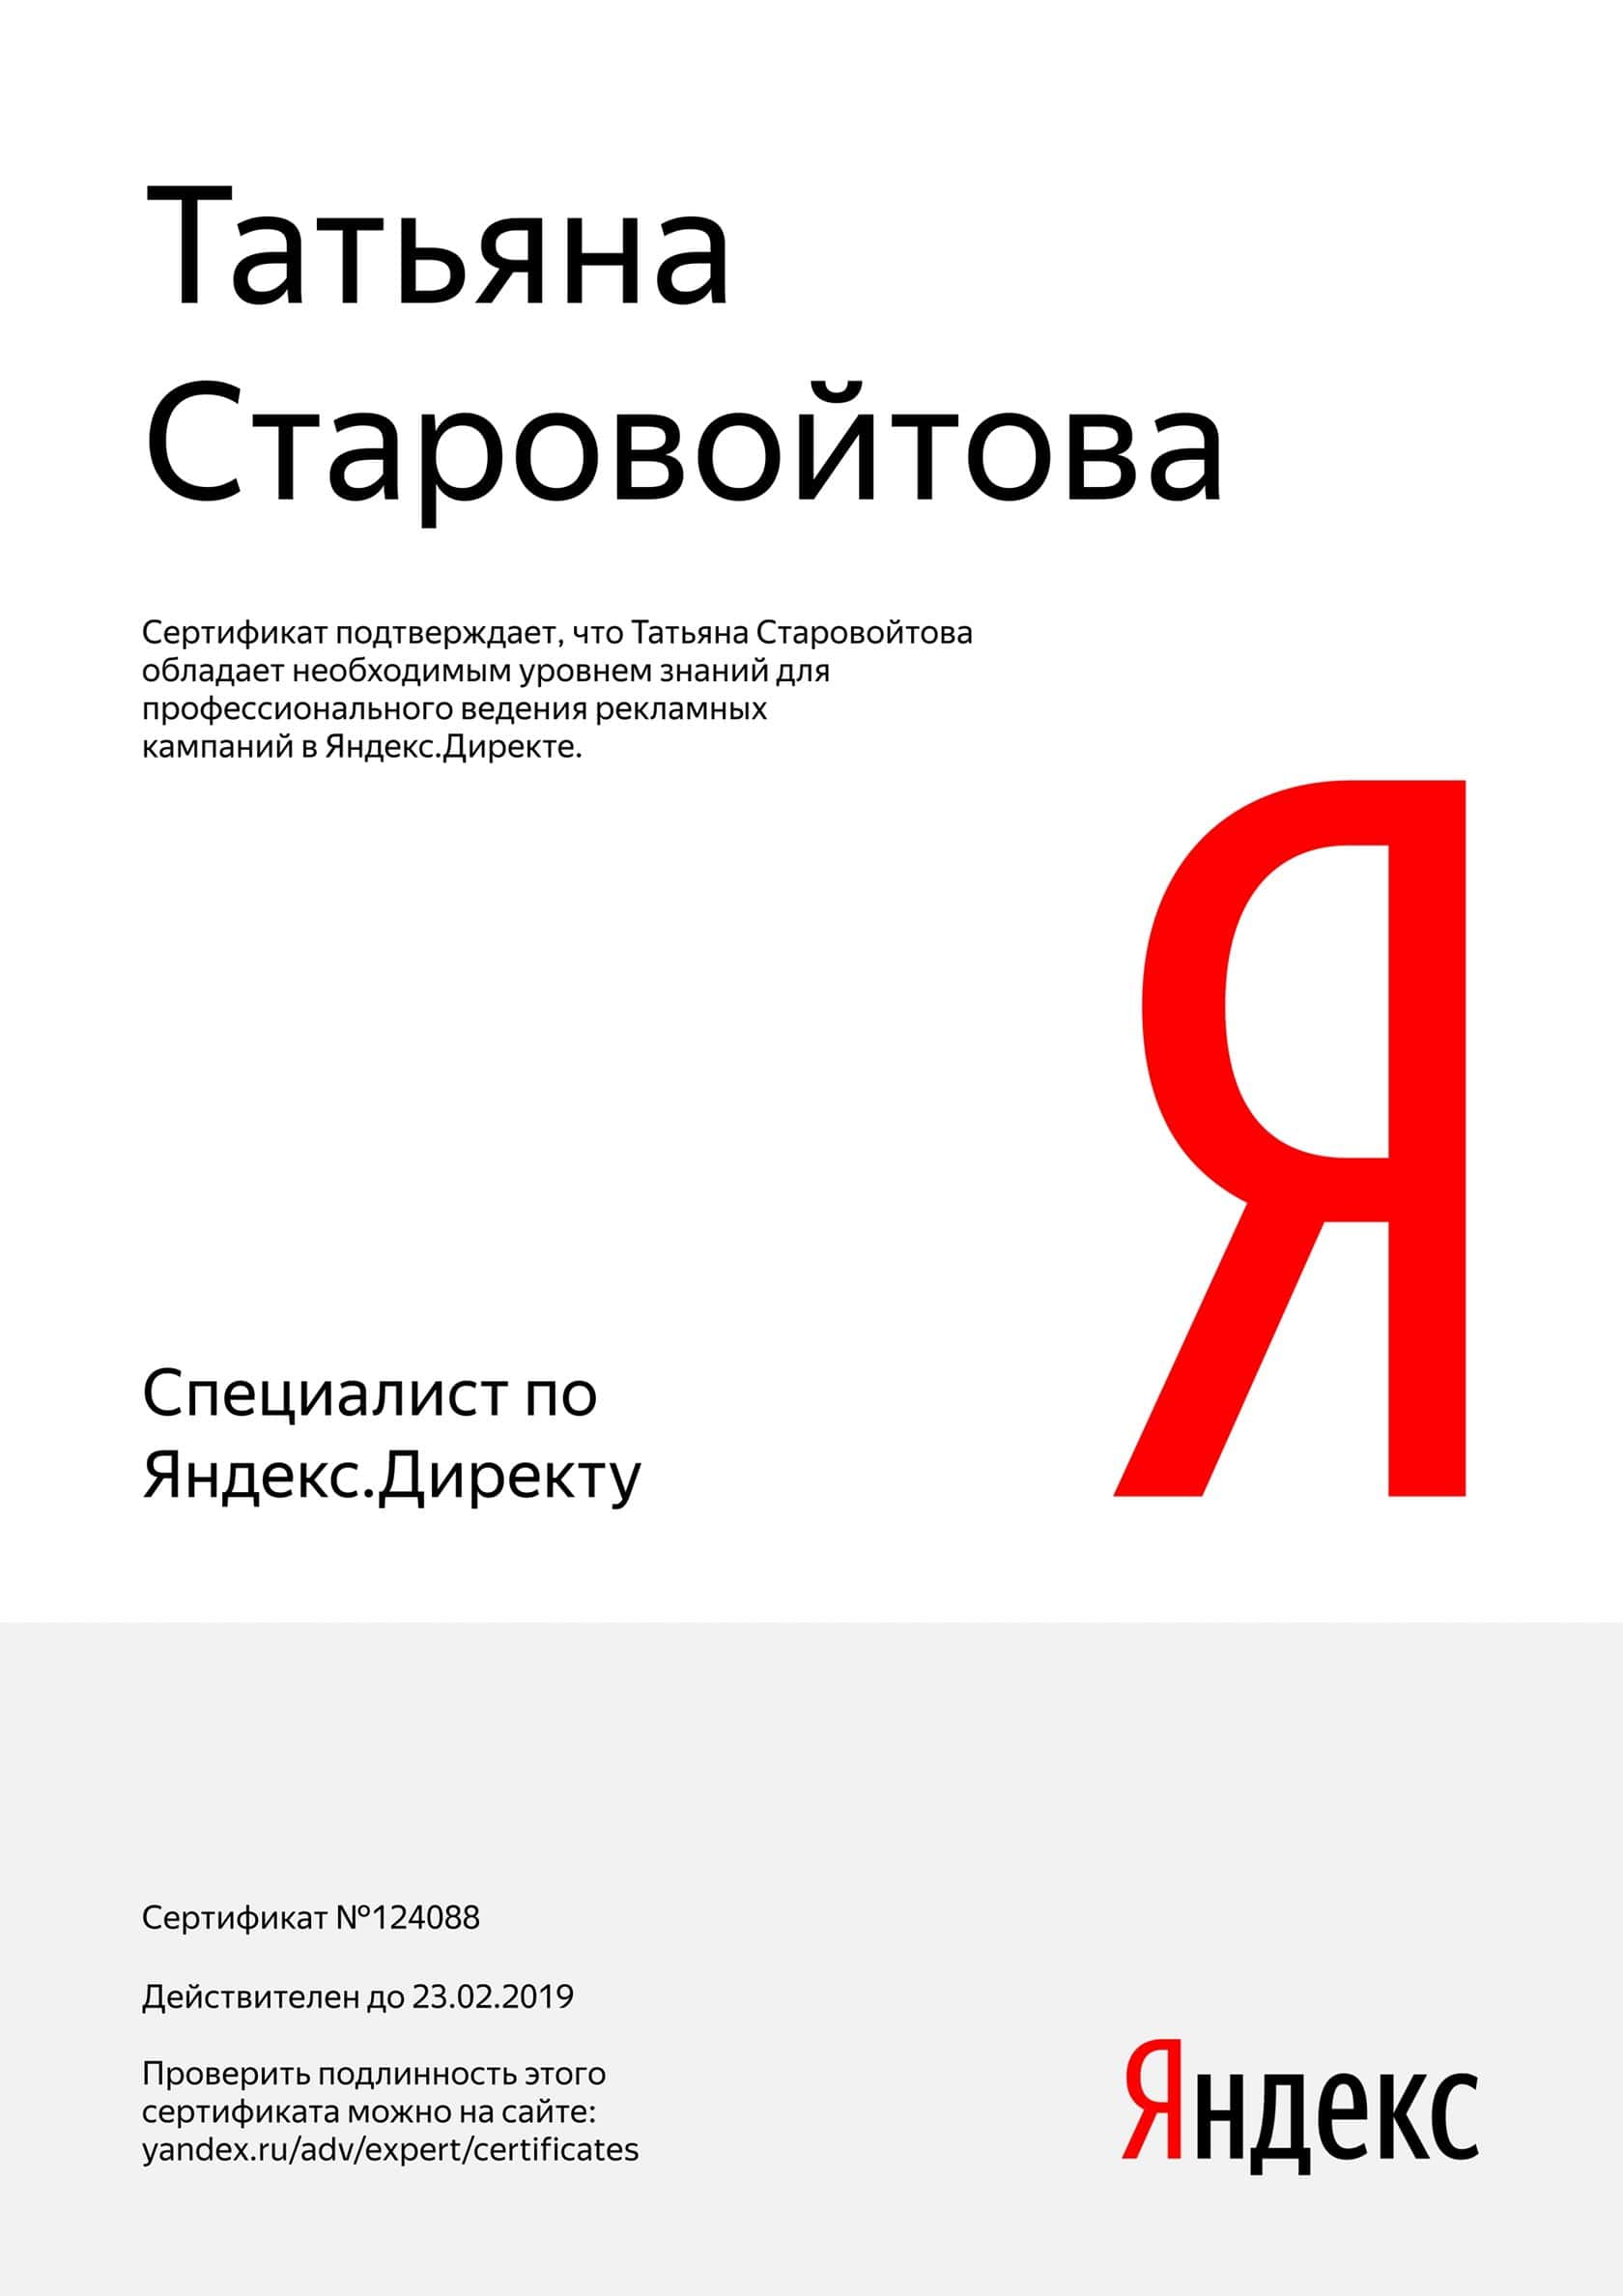 Татьяна
Старовойтова
Сертификат подтверждает, что Татьяна Старовойтова
обладает необходимым уровнем знаний для
профессионального ведения рекламных
кампаний в Яндекс.Директе.
Я
Специалист по
Яндекс.Директу
Сертификат №124088
Действителен до 23.02.2019
Проверить подлинность этого
сертификата можно на сайте:
yandex.ru/adv/expert/certificates
Яндекс